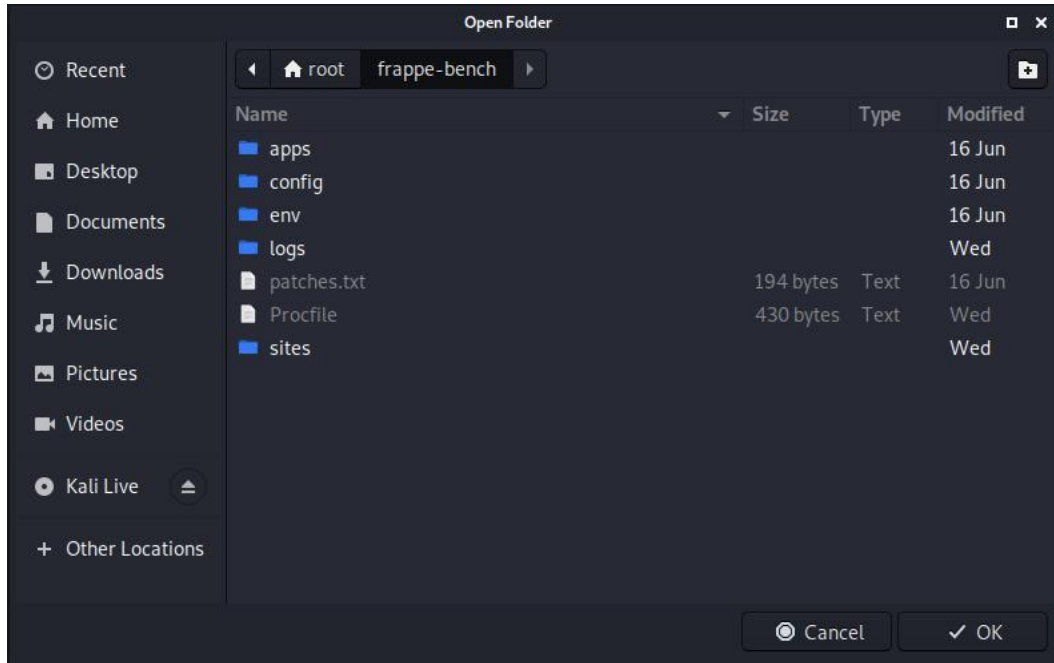 Open Folder
Recent
Home
Desktop
Documents
Downloads
Music
Pictures
Videos
Kali Live
Other Locations
root frappe-bench
Name Size Type Modified
apps 16 Jun
config 16 Jun
env 16 Jun
logs Wed
patches.txt 194 bytes Text 16 Jun
Procfile 430 bytes Text Wed
sites Wed
Cancel OK